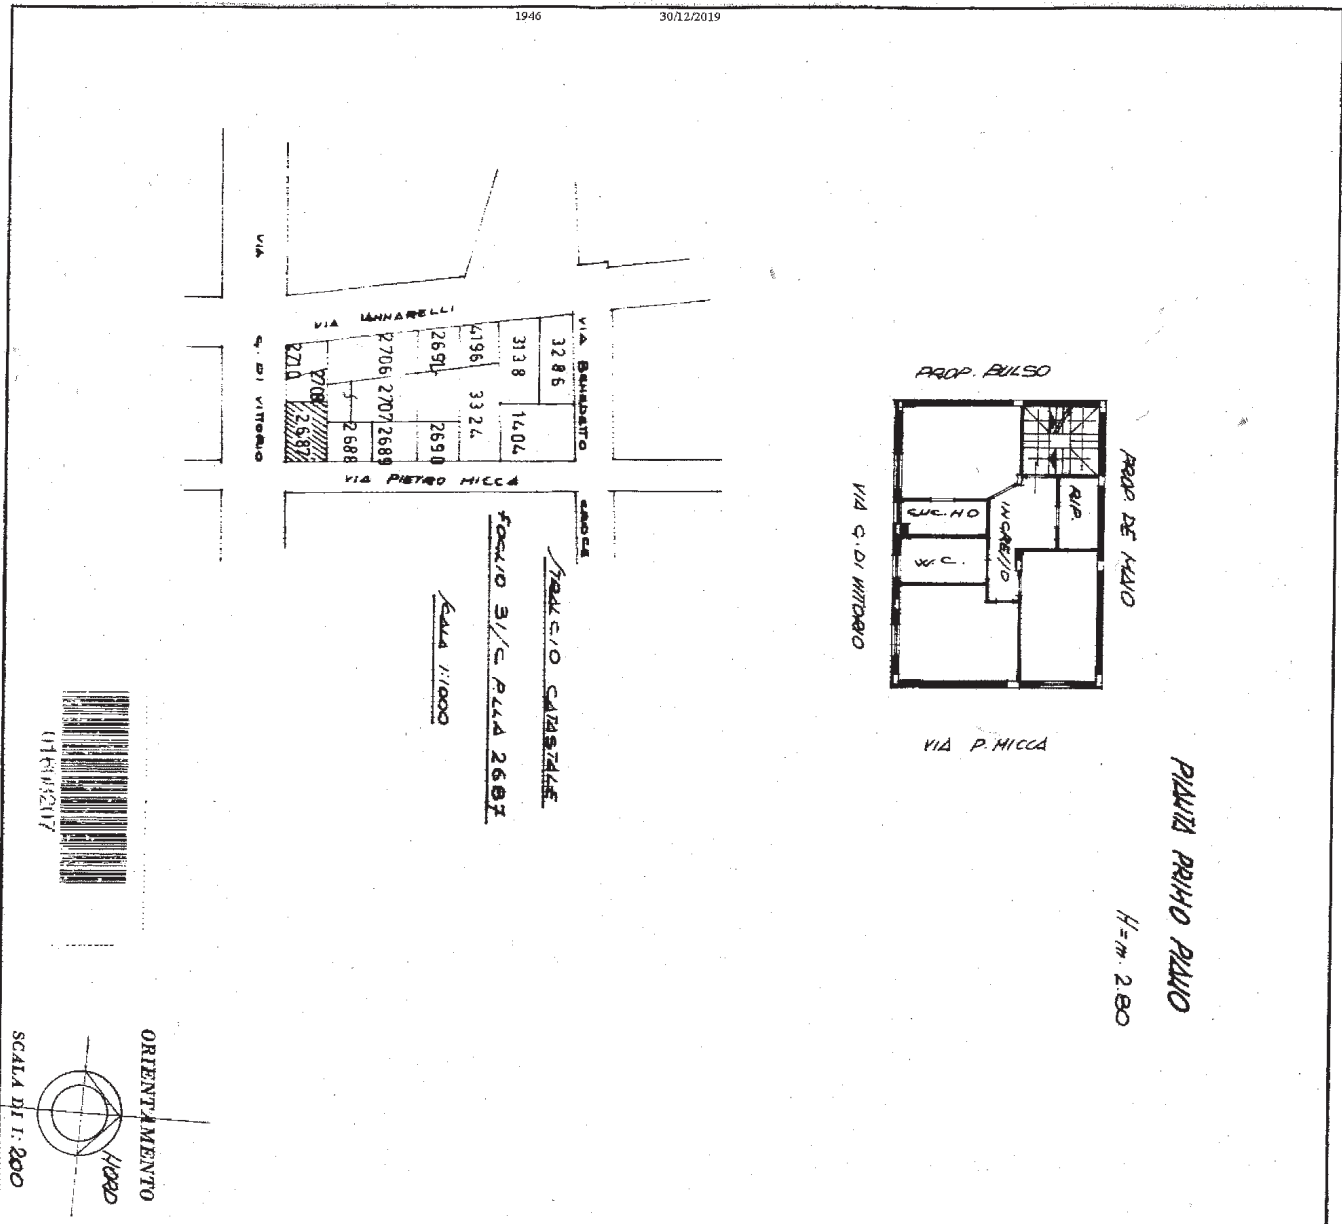 1946 30/12/2019
PIANTA PRIMO PIANO
H=m. 2.80
PROP. BULSO
PROP. DE MAIO
RIP.
INGRESSO
CUC.NO
W.C.
VIA G. DI VITTORIO
VIA P. MICCA
VIA BENEDETTO CROCE
VIA IANNARELLI
VIA G. DI VITTORIO
VIA PIETRO MICCA
3286
3138
1404
4196
3324
2691
2690
2706
2707
2689
2688
2710
2708
2687
STRALCIO CATASTALE
FOGLIO 31/C P.LLA 2687
SCALA 1:1000
ORIENTAMENTO
NORD
SCALA DI 1: 200